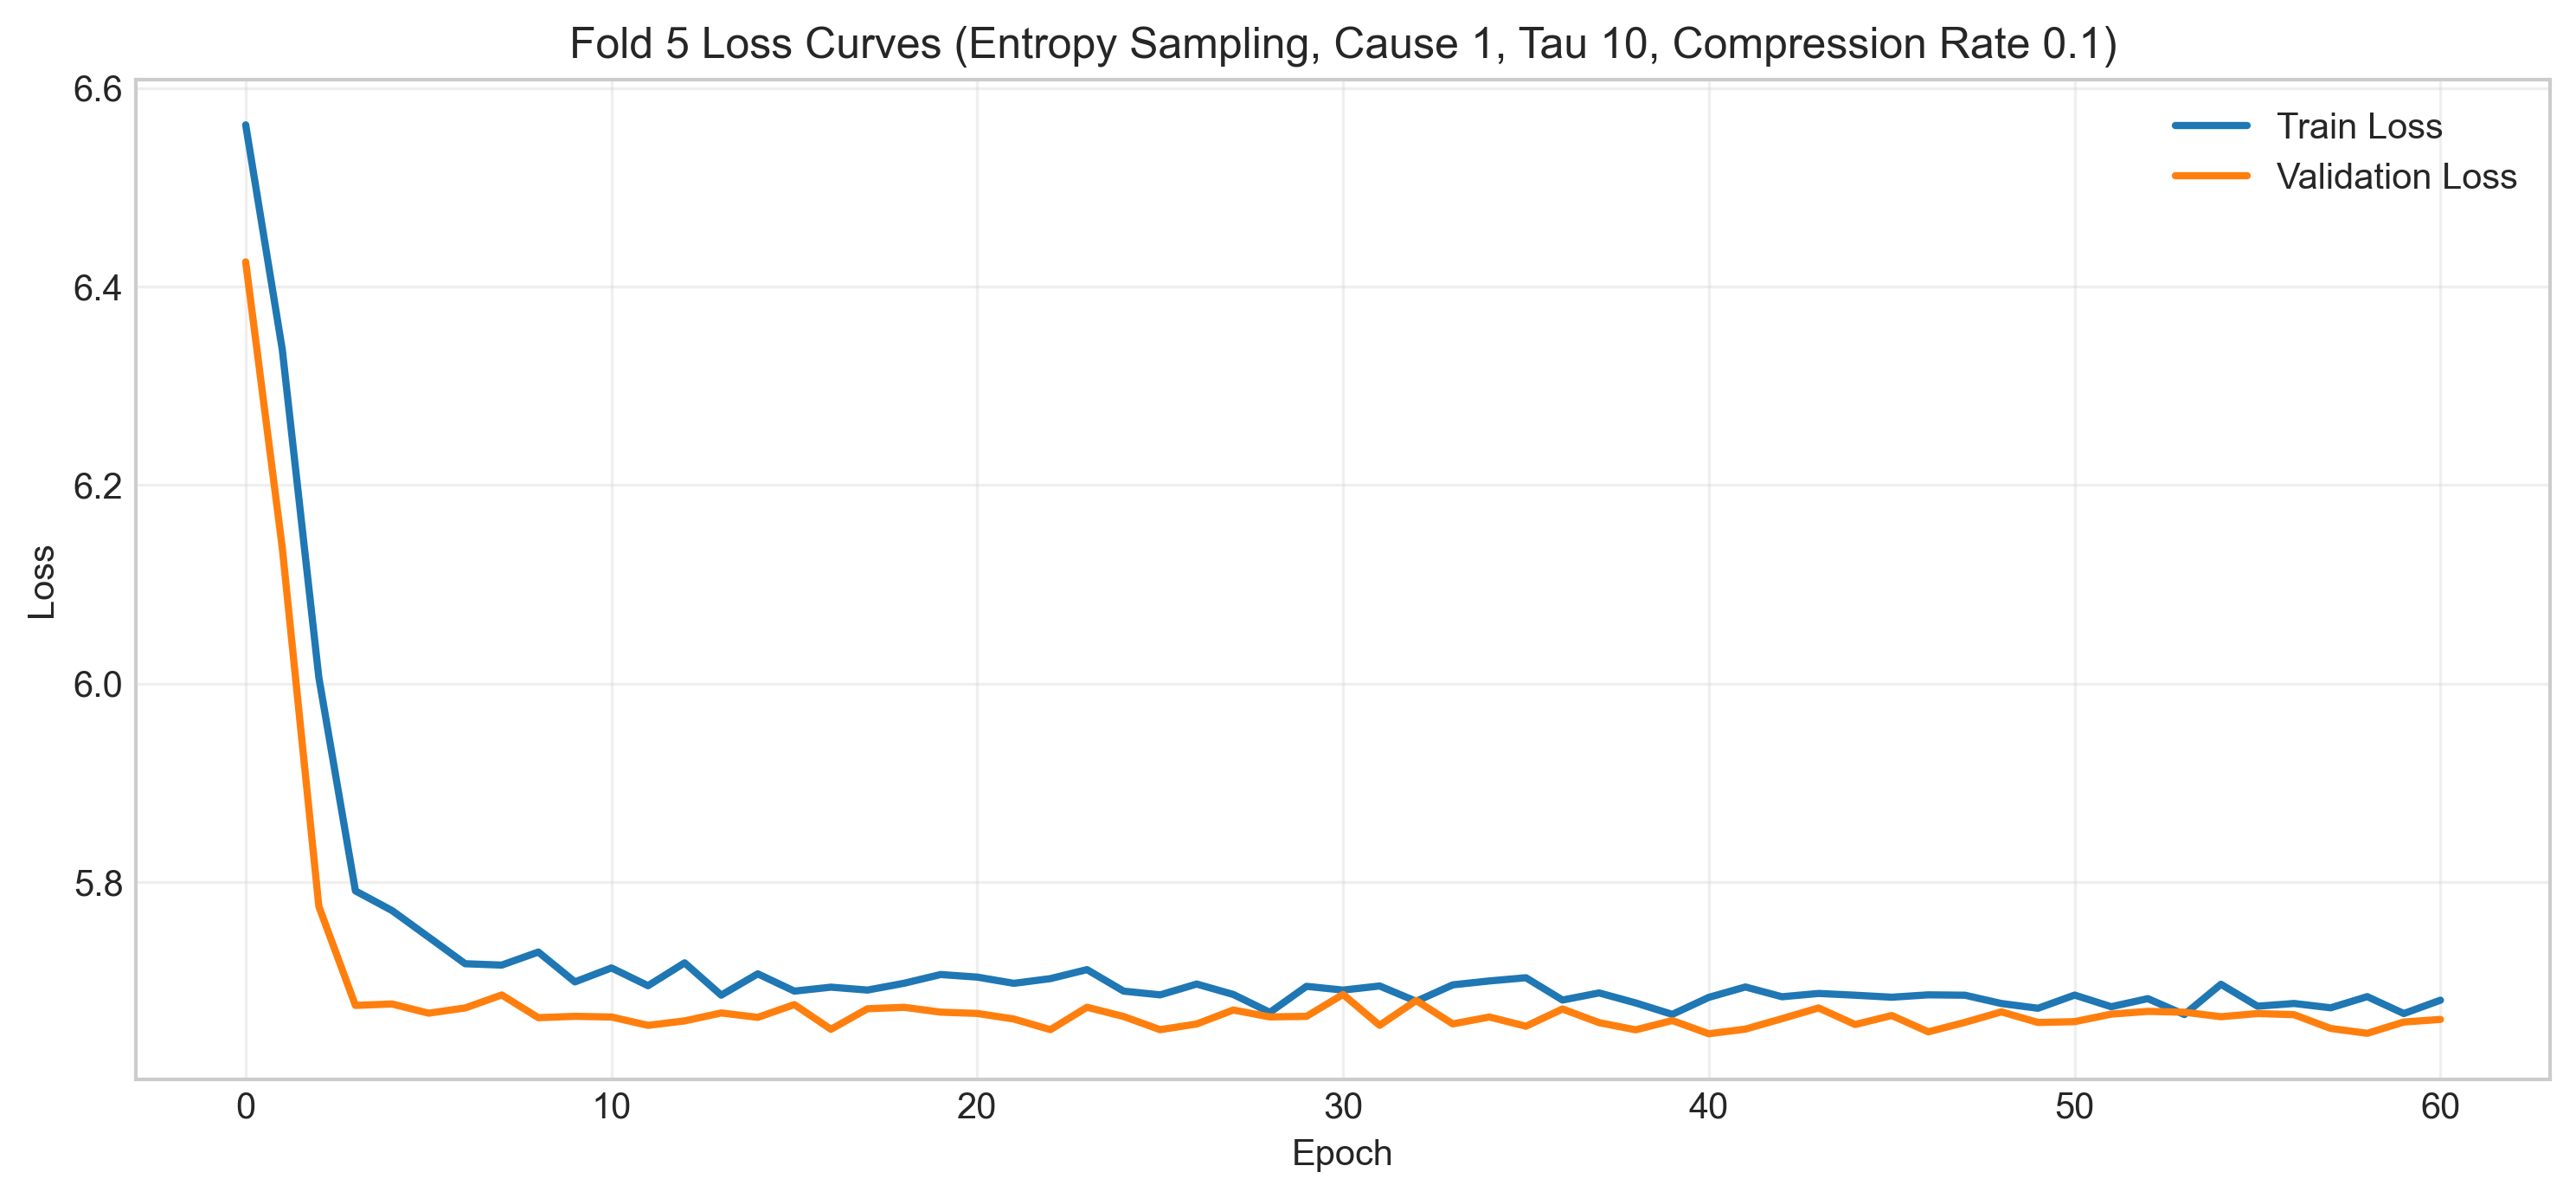 Fold 5 Loss Curves (Entropy Sampling, Cause 1, Tau 10, Compression Rate 0.1)
Train Loss
Validation Loss
6.6
6.4
6.2
6.0
5.8
Loss
0 10 20 30 40 50 60
Epoch